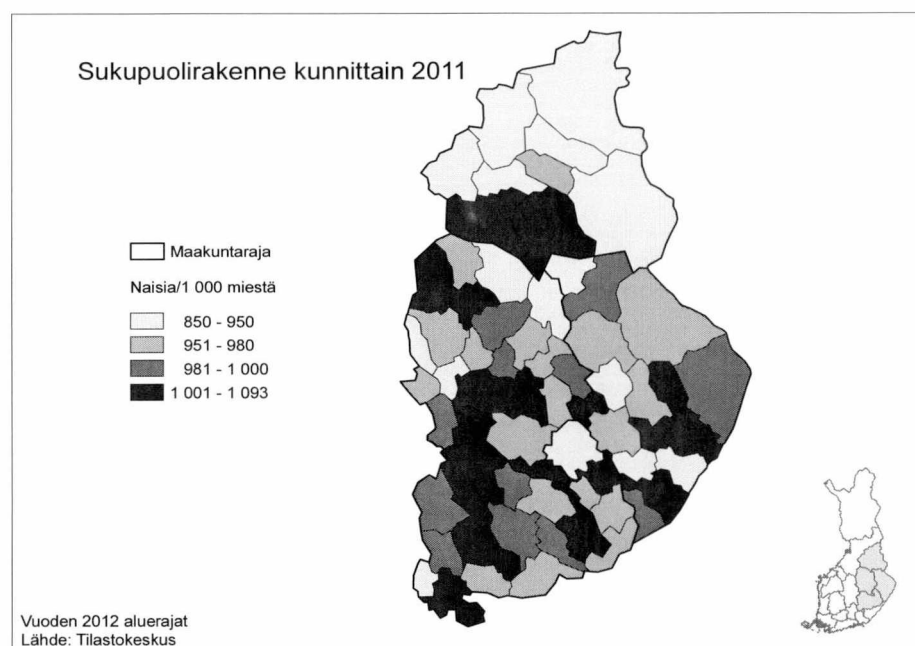 Sukupuolirakenne kunnittain 2011
Maakuntaraja
Naisia/1 000 miestä
850 - 950
951 - 980
981 - 1 000
1 001 - 1 093
Vuoden 2012 aluerajat
Lähde: Tilastokeskus